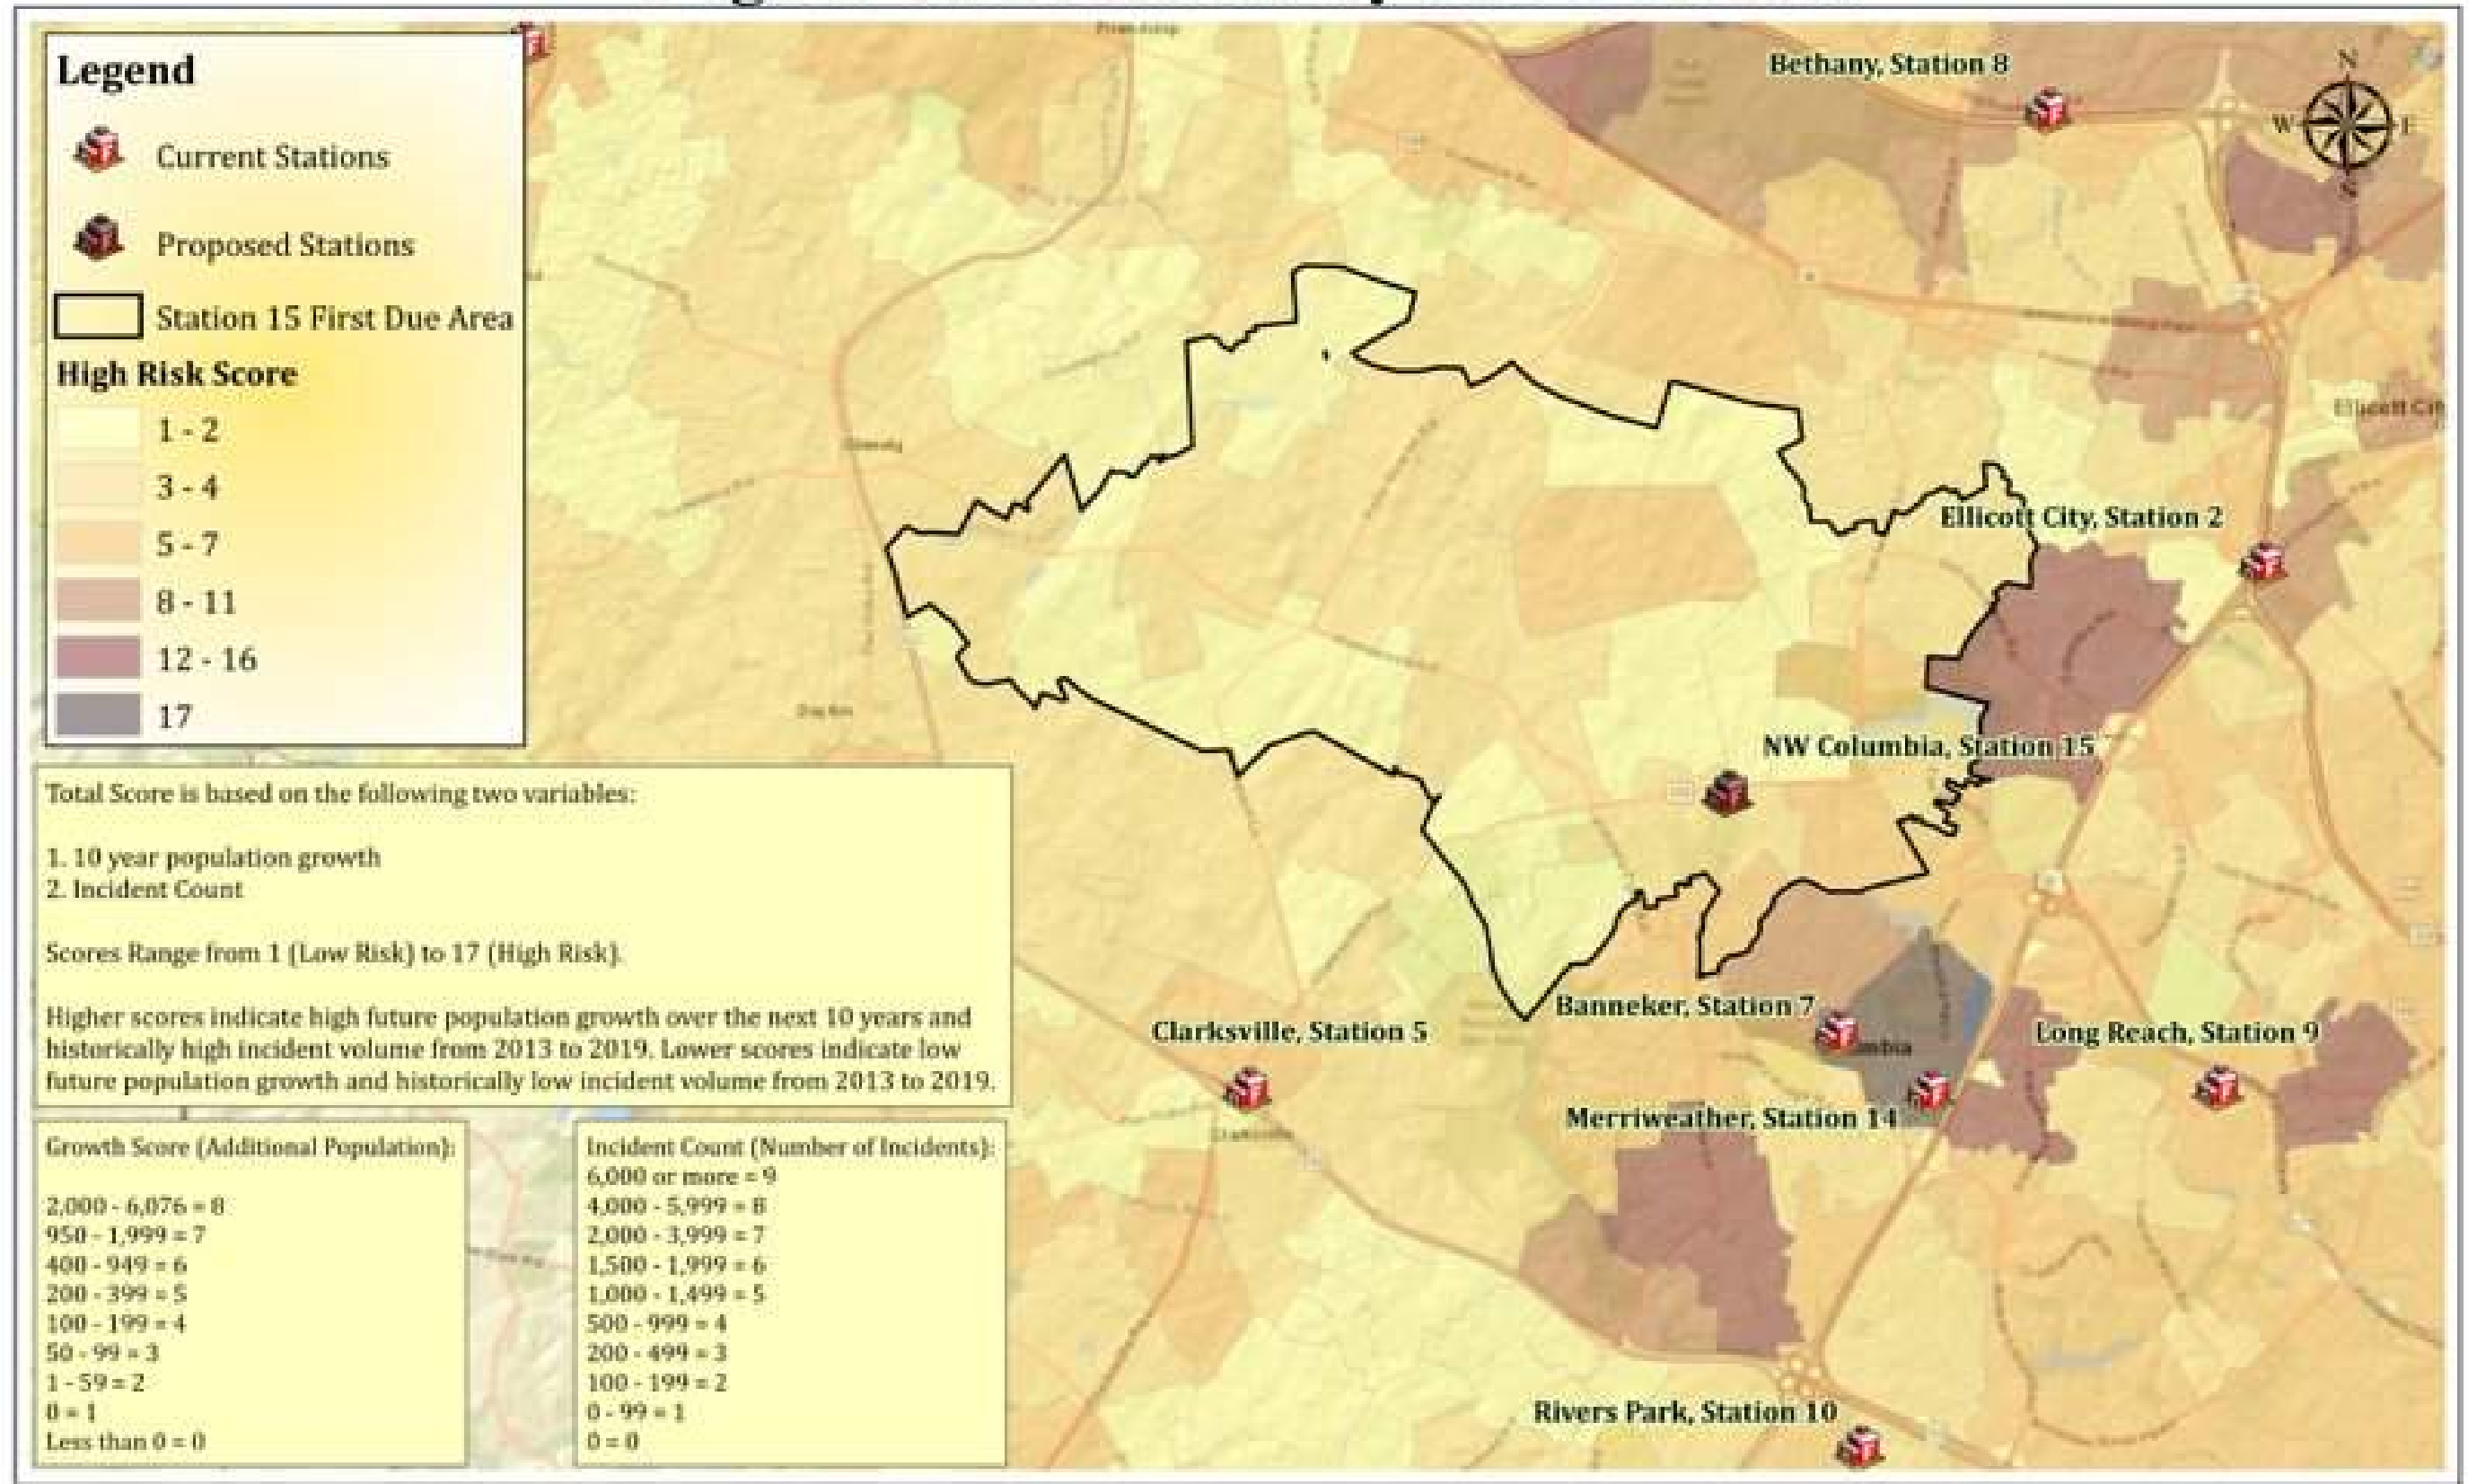 Legend
Current Stations
Proposed Stations
Station 15 First Due Area
High Risk Score
1 - 2
3 - 4
5 - 7
8 - 11
12 - 16
17
Total Score is based on the following two variables:
1. 10 year population growth
2. Incident Count
Scores Range from 1 (Low Risk) to 17 (High Risk).
Higher scores indicate high future population growth over the next 10 years and
historically high incident volume from 2013 to 2019. Lower scores indicate low
future population growth and historically low incident volume from 2013 to 2019.
Growth Score (Additional Population):
2,000 - 6,076 = 8
950 - 1,999 = 7
400 - 949 = 6
200 - 399 = 5
100 - 199 = 4
50 - 99 = 3
1 - 59 = 2
0 = 1
Less than 0 = 0
Incident Count (Number of Incidents):
6,000 or more = 9
4,000 - 5,999 = 8
2,000 - 3,999 = 7
1,500 - 1,999 = 6
1,000 - 1,499 = 5
500 - 999 = 4
200 - 499 = 3
100 - 199 = 2
0 - 99 = 1
0 = 0
Bethany, Station 8
N
W
E
S
Ellicott City
Ellicott City, Station 2
NW Columbia, Station 15
Banneker, Station 7
Clarksville, Station 5
mbia
Long Reach, Station 9
Merriweather, Station 14
Clarksville
Rivers Park, Station 10
Glenelg
Dayton